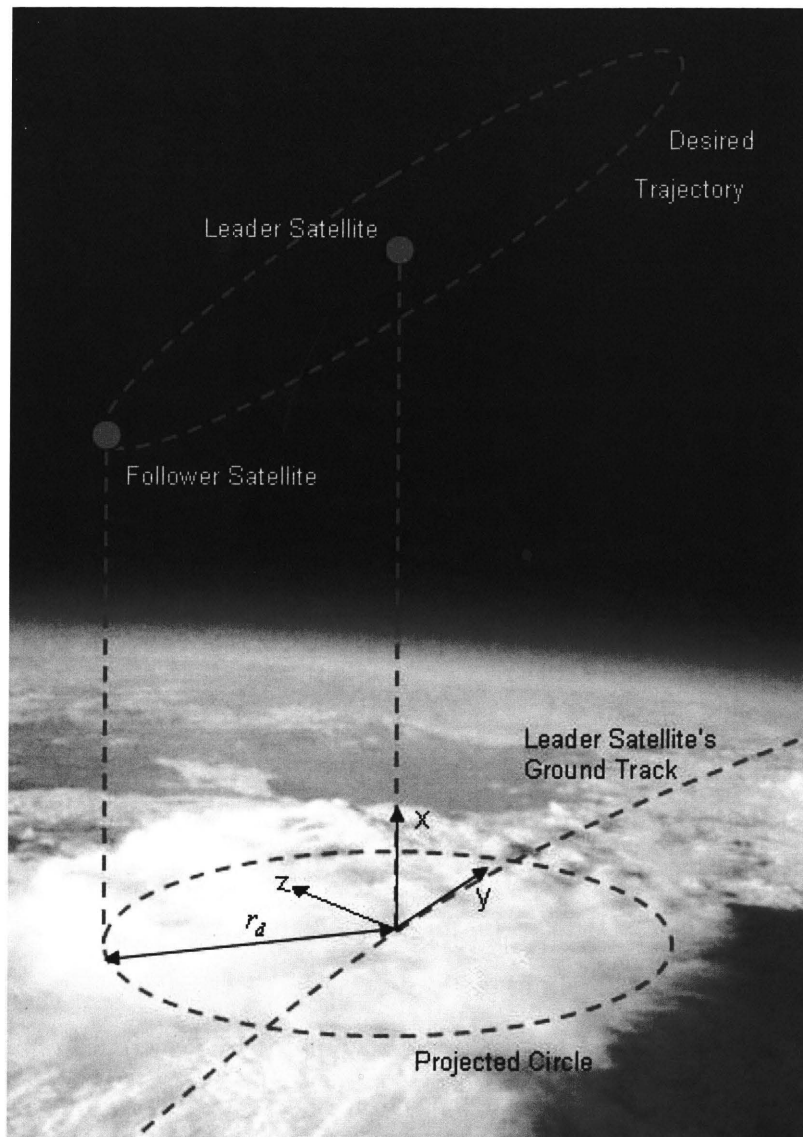 Desired
Trajectory
Leader Satellite
Follower Satellite
Leader Satellite's
Ground Track
x
z
y
r_d
Projected Circle